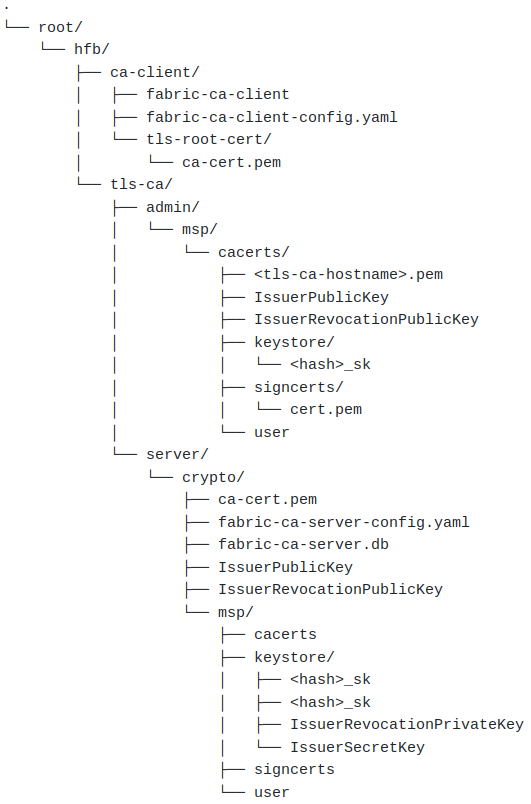 .
└── root/
    └── hfb/
        ├── ca-client/
        │   ├── fabric-ca-client
        │   ├── fabric-ca-client-config.yaml
        │   └── tls-root-cert/
        │       └── ca-cert.pem
        └── tls-ca/
            ├── admin/
            │   └── msp/
            │       └── cacerts/
            │           ├── <tls-ca-hostname>.pem
            │           ├── IssuerPublicKey
            │           ├── IssuerRevocationPublicKey
            │           ├── keystore/
            │           │   └── <hash>_sk
            │           ├── signcerts/
            │           │   └── cert.pem
            │           └── user
            └── server/
                └── crypto/
                    ├── ca-cert.pem
                    ├── fabric-ca-server-config.yaml
                    ├── fabric-ca-server.db
                    ├── IssuerPublicKey
                    ├── IssuerRevocationPublicKey
                    └── msp/
                        ├── cacerts
                        ├── keystore/
                        │   ├── <hash>_sk
                        │   ├── <hash>_sk
                        │   ├── IssuerRevocationPrivateKey
                        │   └── IssuerSecretKey
                        ├── signcerts
                        └── user